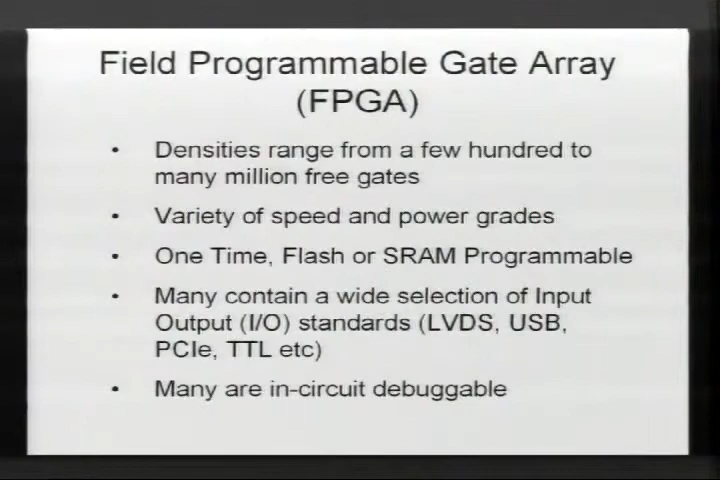 Field Programmable Gate Array
(FPGA)
• Densities range from a few hundred to
many million free gates
• Variety of speed and power grades
• One Time, Flash or SRAM Programmable
• Many contain a wide selection of Input
Output (I/O) standards (LVDS, USB,
PCIe, TTL etc)
• Many are in-circuit debuggable